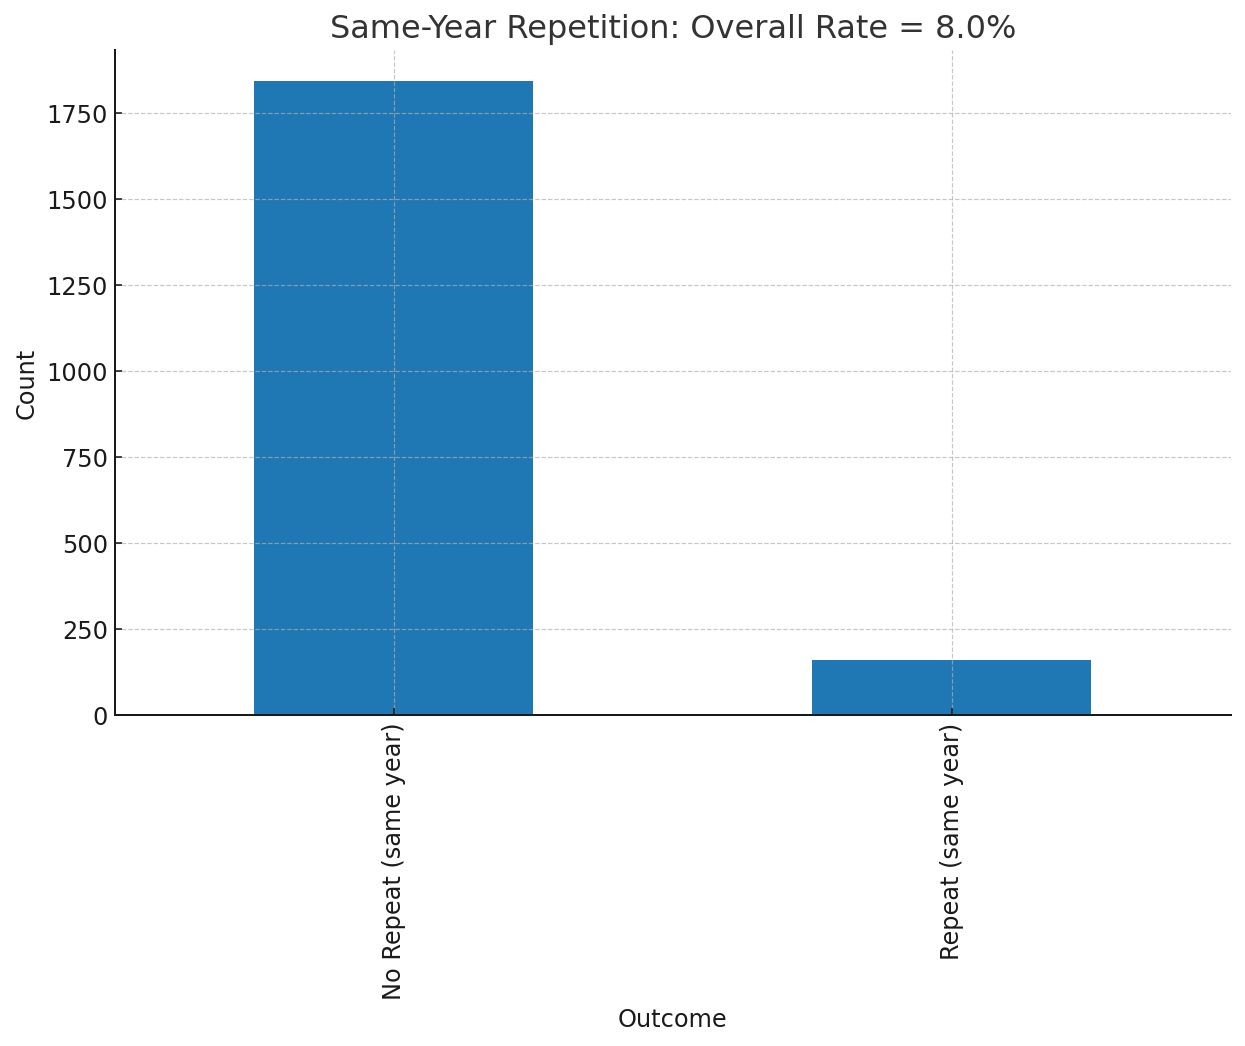 Same-Year Repetition: Overall Rate = 8.0%
Count
1750
1500
1250
1000
750
500
250
0
No Repeat (same year)
Repeat (same year)
Outcome